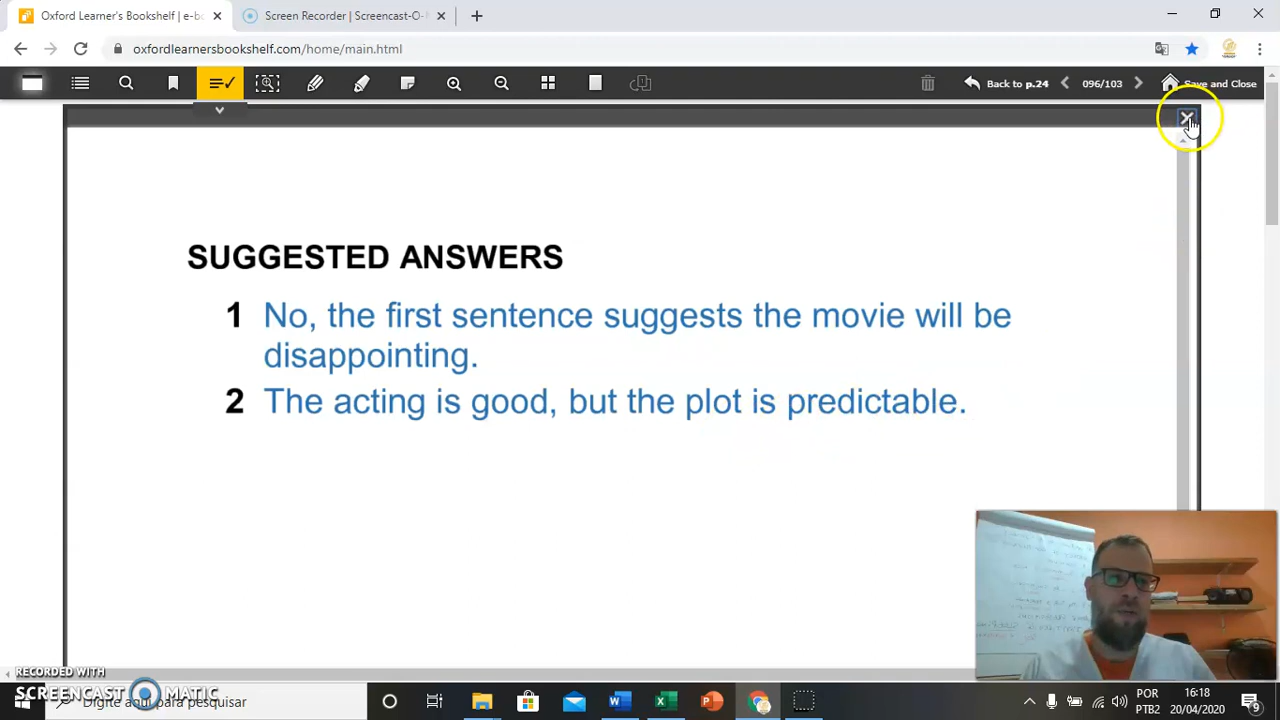 Oxford Learner's Bookshelf | e-bo
Screen Recorder | Screencast-O-M
oxfordlearnersbookshelf.com/home/main.html
Back to p.24
096/103
Save and Close
SUGGESTED ANSWERS
1 No, the first sentence suggests the movie will be
disappointing.
2 The acting is good, but the plot is predictable.
RECORDED WITH
SCREENCAST MATIC
Digite aqui para pesquisar
POR
PTB2
16:18
20/04/2020
9